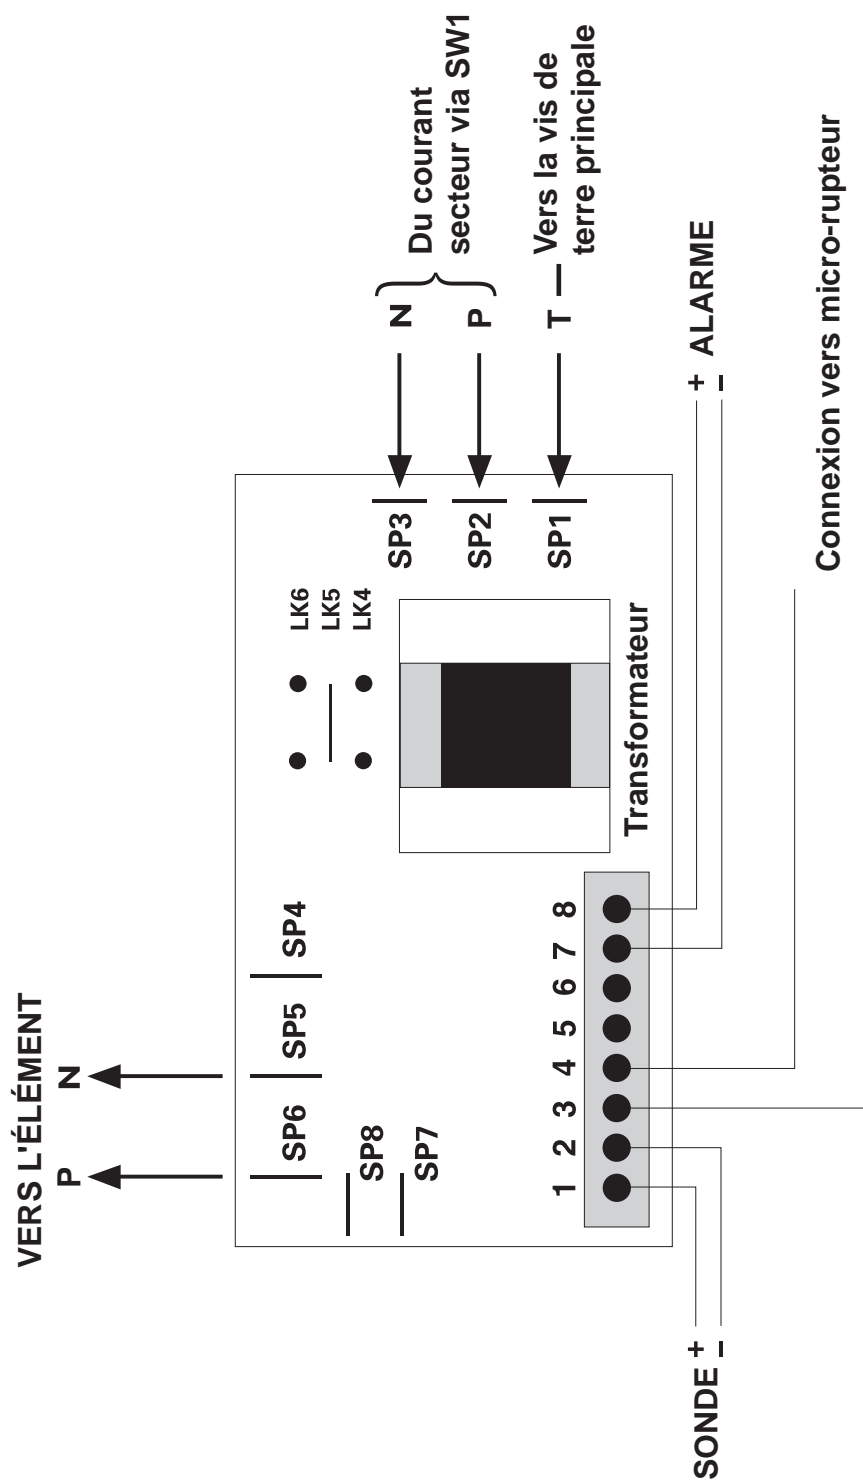 VERS L'ÉLÉMENT
P
N
SP6
SP5
SP4
SP8
SP7
LK6
LK5
LK4
SP3
SP2
SP1
N
P
T
Du courant
secteur via SW1
Vers la vis de
terre principale
Transformateur
1 2 3 4 5 6 7 8
SONDE + –
+ – ALARME
Connexion vers micro-rupteur